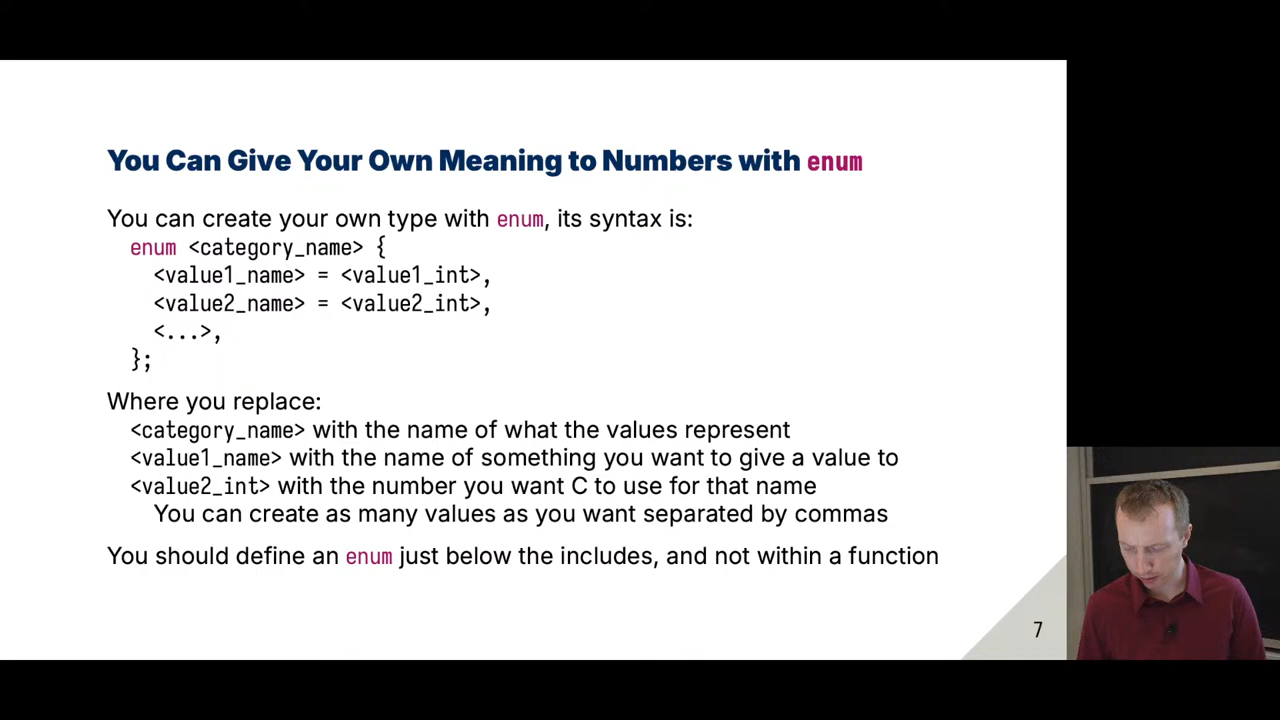 You Can Give Your Own Meaning to Numbers with enum
You can create your own type with enum, its syntax is:
enum <category_name> {
<value1_name> = <value1_int>,
<value2_name> = <value2_int>,
<...>,
};
Where you replace:
<category_name> with the name of what the values represent
<value1_name> with the name of something you want to give a value to
<value2_int> with the number you want C to use for that name
You can create as many values as you want separated by commas
You should define an enum just below the includes, and not within a function
7